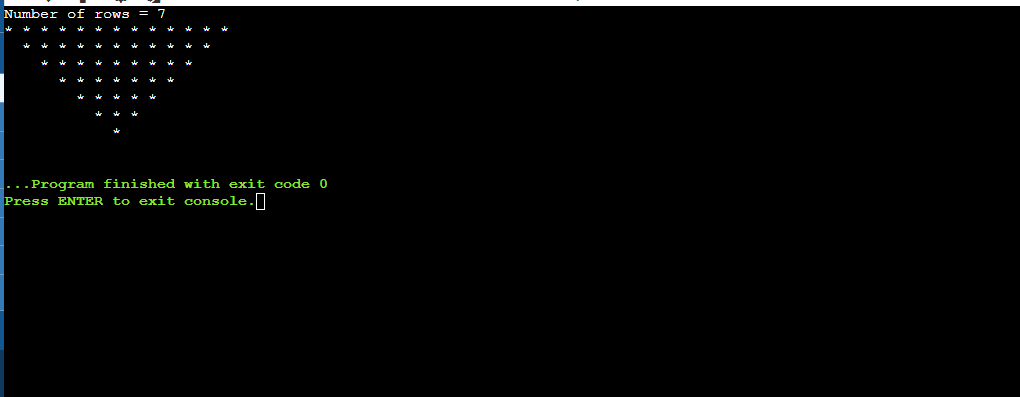 Number of rows = 7
* * * * * * * * * * * * *
  * * * * * * * * * * *
    * * * * * * * * *
      * * * * * * *
        * * * * *
          * * *
            *
...Program finished with exit code 0
Press ENTER to exit console.